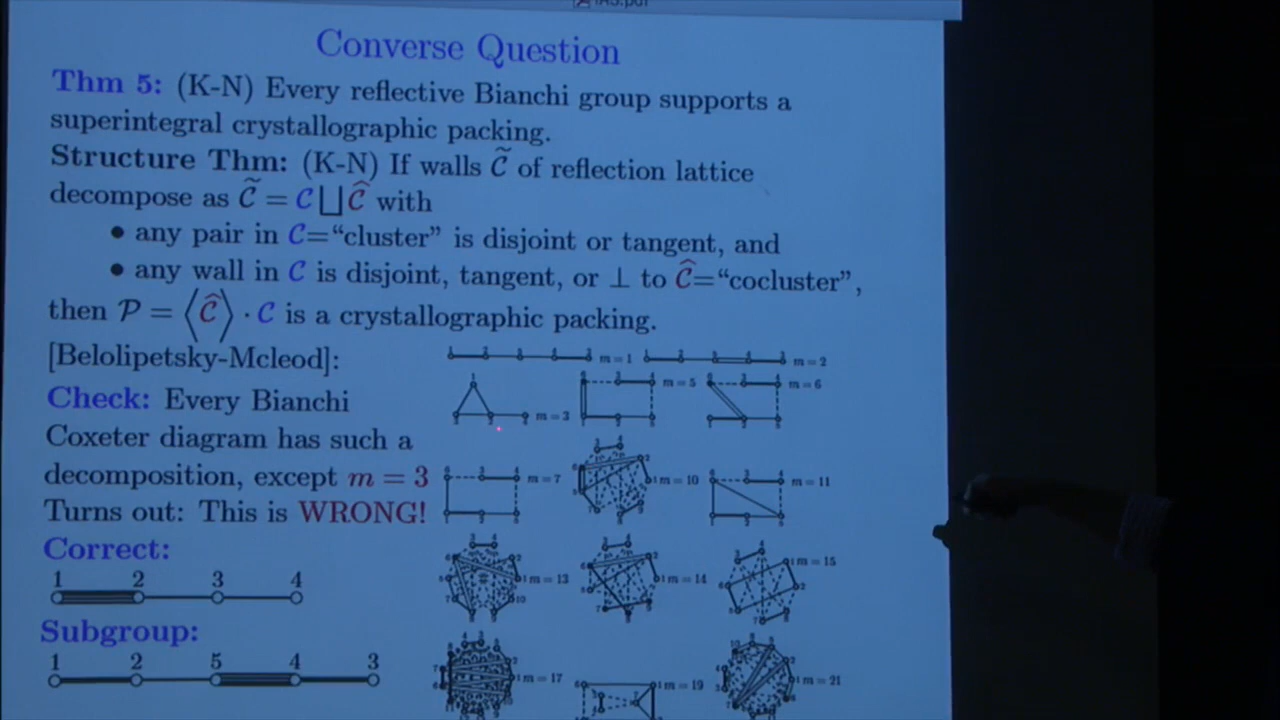 IAS.pdf
Converse Question
Thm 5: (K-N) Every reflective Bianchi group supports a
superintegral crystallographic packing.
Structure Thm: (K-N) If walls C̃ of reflection lattice
decompose as C̃ = C ⨆ Ĉ with
• any pair in C="cluster" is disjoint or tangent, and
• any wall in C is disjoint, tangent, or ⊥ to Ĉ="cocluster",
then P = ⟨Ĉ⟩ · C is a crystallographic packing.
[Belolipetsky-Mcleod]:
Check: Every Bianchi
Coxeter diagram has such a
decomposition, except m = 3
Turns out: This is WRONG!
Correct:
1 2 3 4
Subgroup:
1 2 5 4 3
m = 1
m = 2
m = 3
m = 5
m = 6
m = 7
m = 10
m = 11
m = 13
m = 14
m = 15
m = 17
m = 19
m = 21